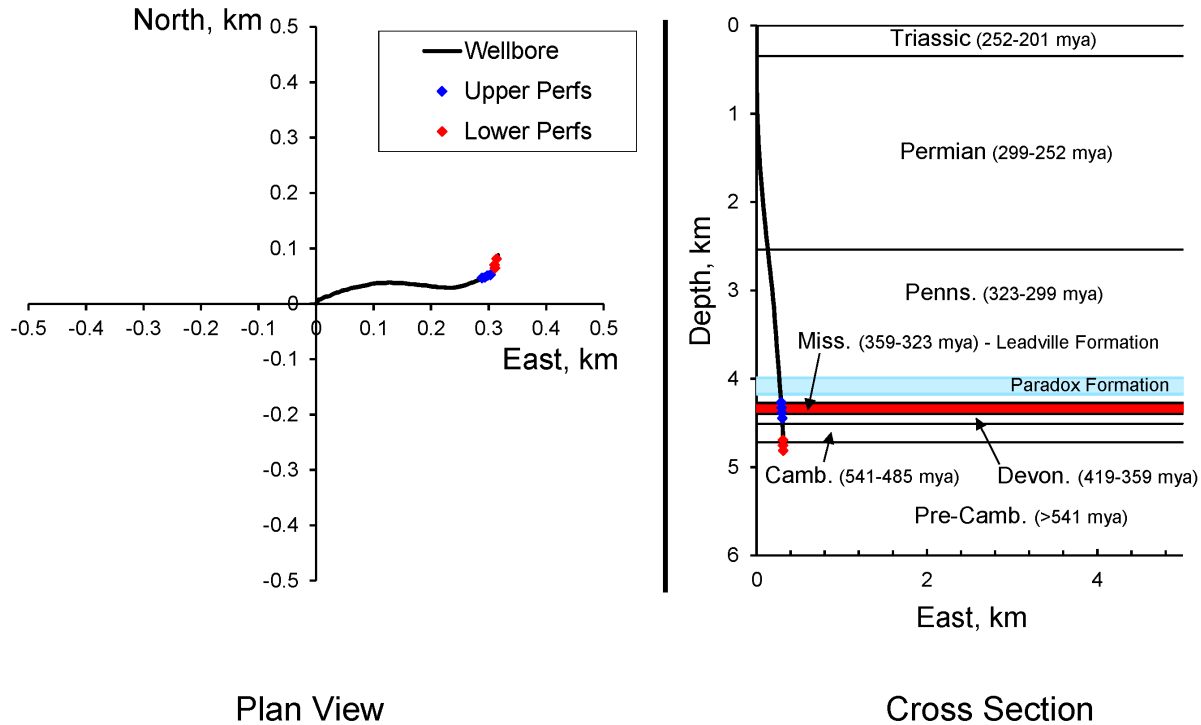 North, km
0.5
0.4
0.3
0.2
0.1
0
-0.1
-0.2
-0.3
-0.4
-0.5
-0.5 -0.4 -0.3 -0.2 -0.1 0 0.1 0.2 0.3 0.4 0.5
East, km
Wellbore
Upper Perfs
Lower Perfs
Plan View
Depth, km
0
1
2
3
4
5
6
Triassic (252-201 mya)
Permian (299-252 mya)
Penns. (323-299 mya)
Miss. (359-323 mya) - Leadville Formation
Paradox Formation
Camb. (541-485 mya)
Devon. (419-359 mya)
Pre-Camb. (>541 mya)
0 2 4
East, km
Cross Section